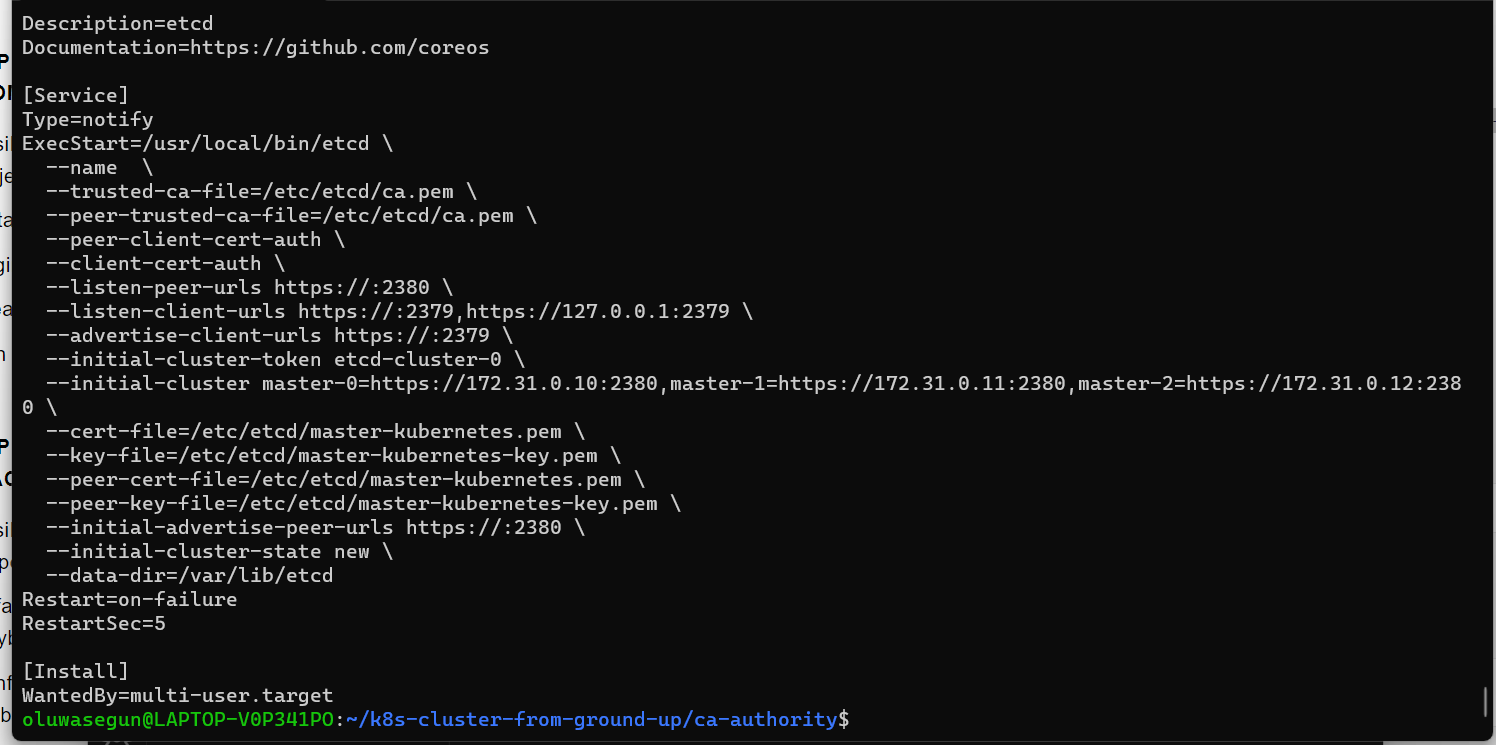 Description=etcd
Documentation=https://github.com/coreos

[Service]
Type=notify
ExecStart=/usr/local/bin/etcd \
  --name  \
  --trusted-ca-file=/etc/etcd/ca.pem \
  --peer-trusted-ca-file=/etc/etcd/ca.pem \
  --peer-client-cert-auth \
  --client-cert-auth \
  --listen-peer-urls https://:2380 \
  --listen-client-urls https://:2379,https://127.0.0.1:2379 \
  --advertise-client-urls https://:2379 \
  --initial-cluster-token etcd-cluster-0 \
  --initial-cluster master-0=https://172.31.0.10:2380,master-1=https://172.31.0.11:2380,master-2=https://172.31.0.12:238
0 \
  --cert-file=/etc/etcd/master-kubernetes.pem \
  --key-file=/etc/etcd/master-kubernetes-key.pem \
  --peer-cert-file=/etc/etcd/master-kubernetes.pem \
  --peer-key-file=/etc/etcd/master-kubernetes-key.pem \
  --initial-advertise-peer-urls https://:2380 \
  --initial-cluster-state new \
  --data-dir=/var/lib/etcd
Restart=on-failure
RestartSec=5

[Install]
WantedBy=multi-user.target
oluwasegun@LAPTOP-V0P341PO:~/k8s-cluster-from-ground-up/ca-authority$